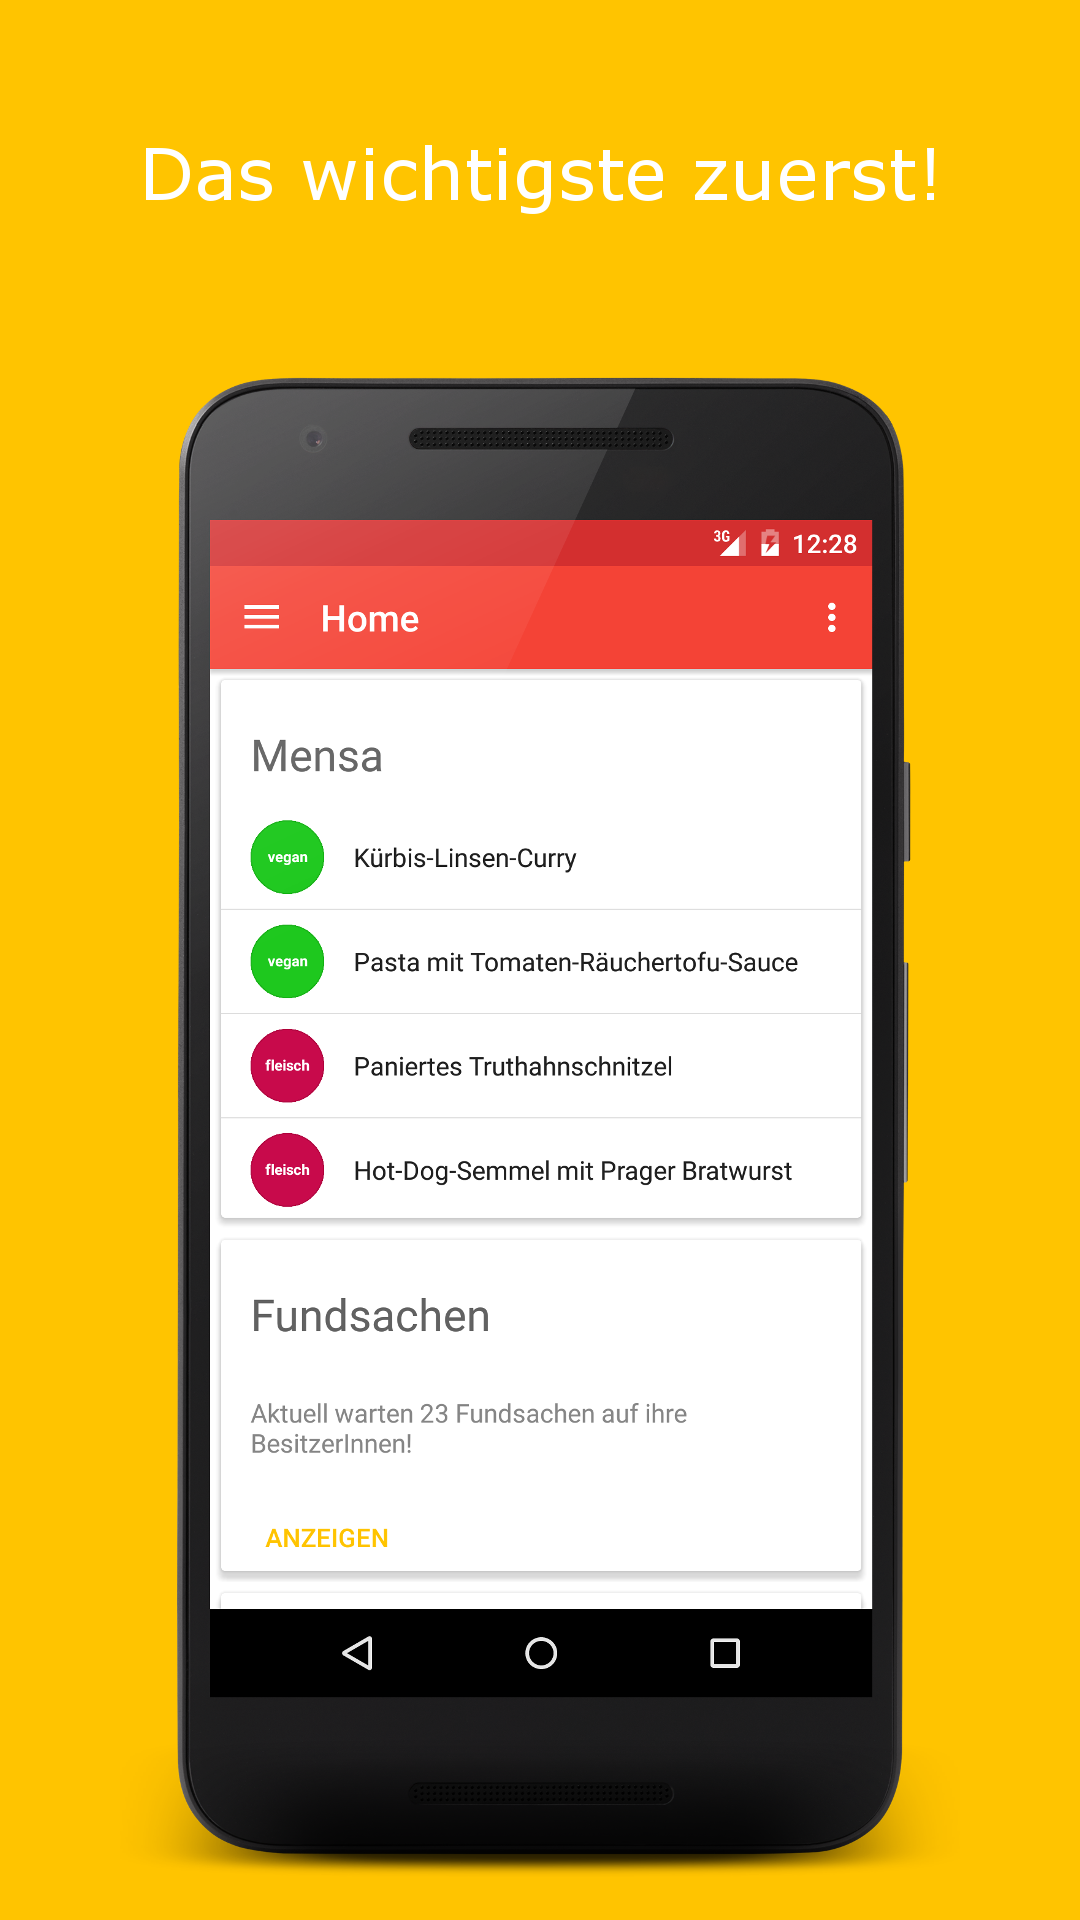 Das wichtigste zuerst!
3G 12:28
Home
Mensa
vegan Kürbis-Linsen-Curry
vegan Pasta mit Tomaten-Räuchertofu-Sauce
fleisch Paniertes Truthahnschnitzel
fleisch Hot-Dog-Semmel mit Prager Bratwurst
Fundsachen
Aktuell warten 23 Fundsachen auf ihre
BesitzerInnen!
ANZEIGEN